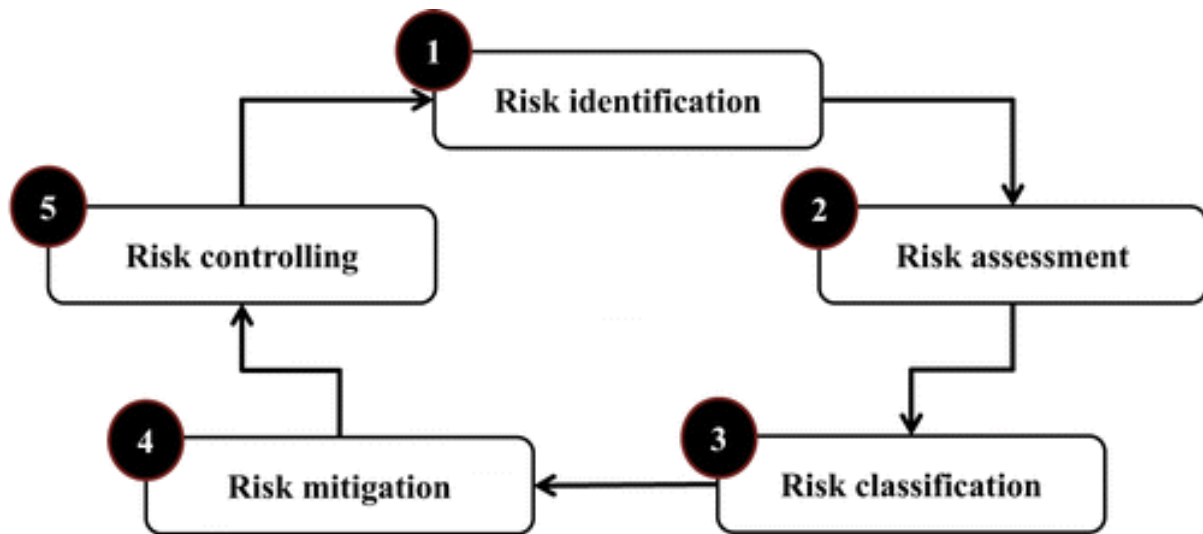 1
Risk identification
2
Risk assessment
3
Risk classification
4
Risk mitigation
5
Risk controlling